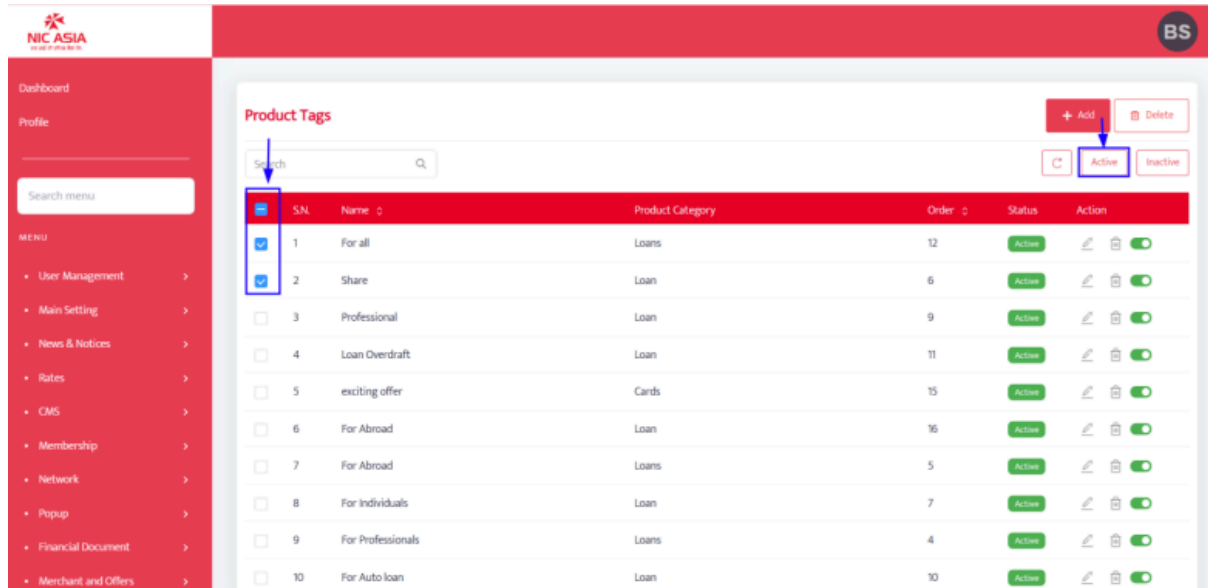 NIC ASIA
BS
Dashboard
Profile
Search menu
MENU
User Management
Main Setting
News & Notices
Rates
CMS
Membership
Network
Popup
Financial Document
Merchant and Offers
Product Tags
+ Add Delete
Search
Active Inactive
S.N. Name Product Category Order Status Action
1 For all Loans 12 Active
2 Share Loan 6 Active
3 Professional Loan 9 Active
4 Loan Overdraft Loan 11 Active
5 exciting offer Cards 15 Active
6 For Abroad Loan 16 Active
7 For Abroad Loans 5 Active
8 For Individuals Loan 7 Active
9 For Professionals Loans 4 Active
10 For Auto loan Loan 10 Active